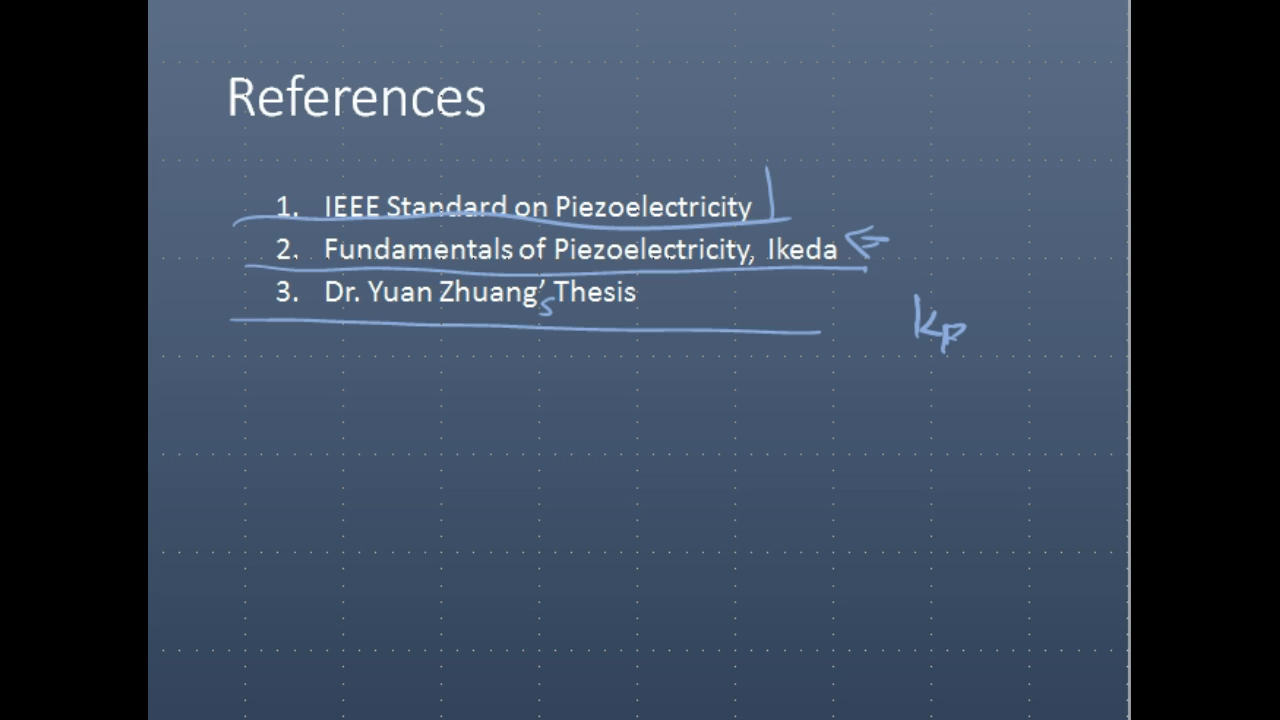 References
1. IEEE Standard on Piezoelectricity
2. Fundamentals of Piezoelectricity, Ikeda
3. Dr. Yuan Zhuang's Thesis
kp